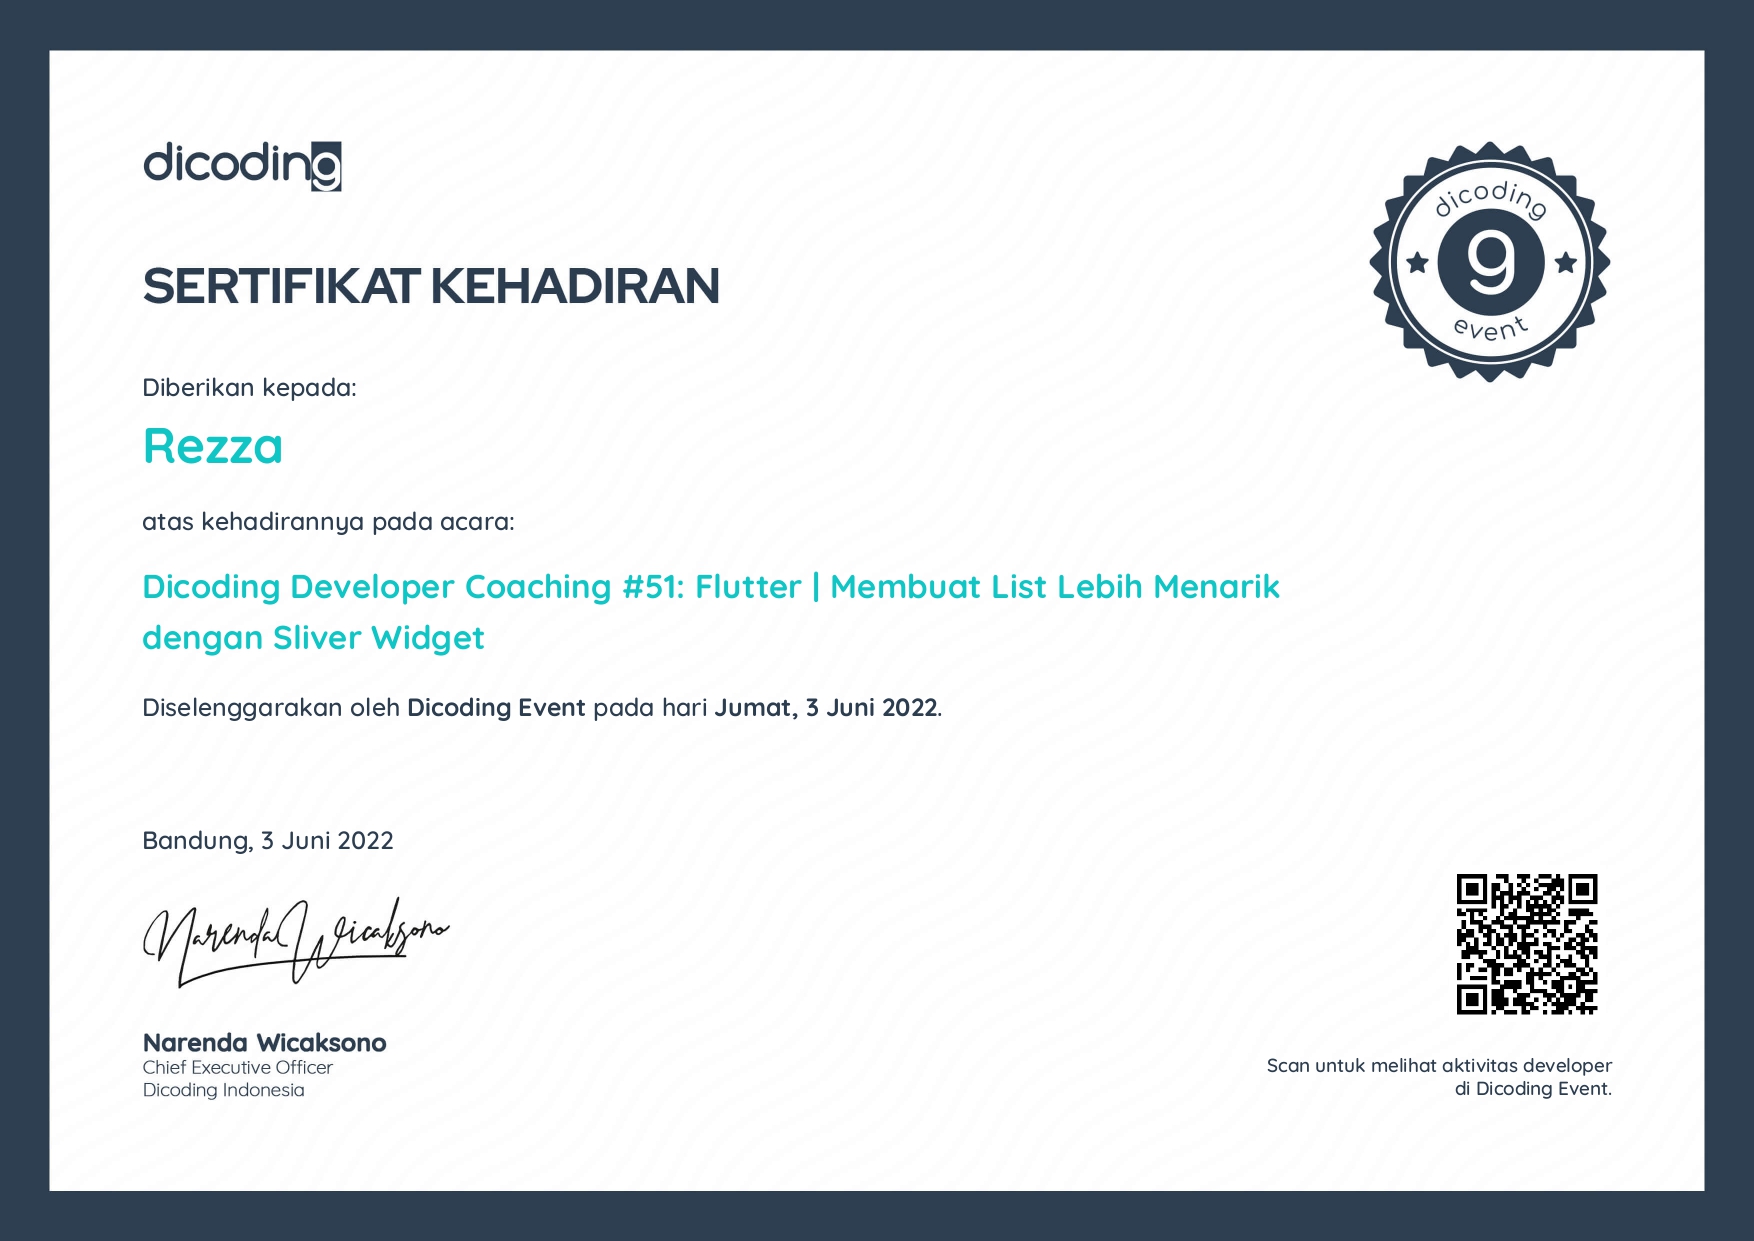 dicoding
dicoding
g
event
SERTIFIKAT KEHADIRAN
Diberikan kepada:
Rezza
atas kehadirannya pada acara:
Dicoding Developer Coaching #51: Flutter | Membuat List Lebih Menarik
dengan Sliver Widget
Diselenggarakan oleh Dicoding Event pada hari Jumat, 3 Juni 2022.
Bandung, 3 Juni 2022
Narenda Wicaksono
Narenda Wicaksono
Chief Executive Officer
Dicoding Indonesia
Scan untuk melihat aktivitas developer
di Dicoding Event.